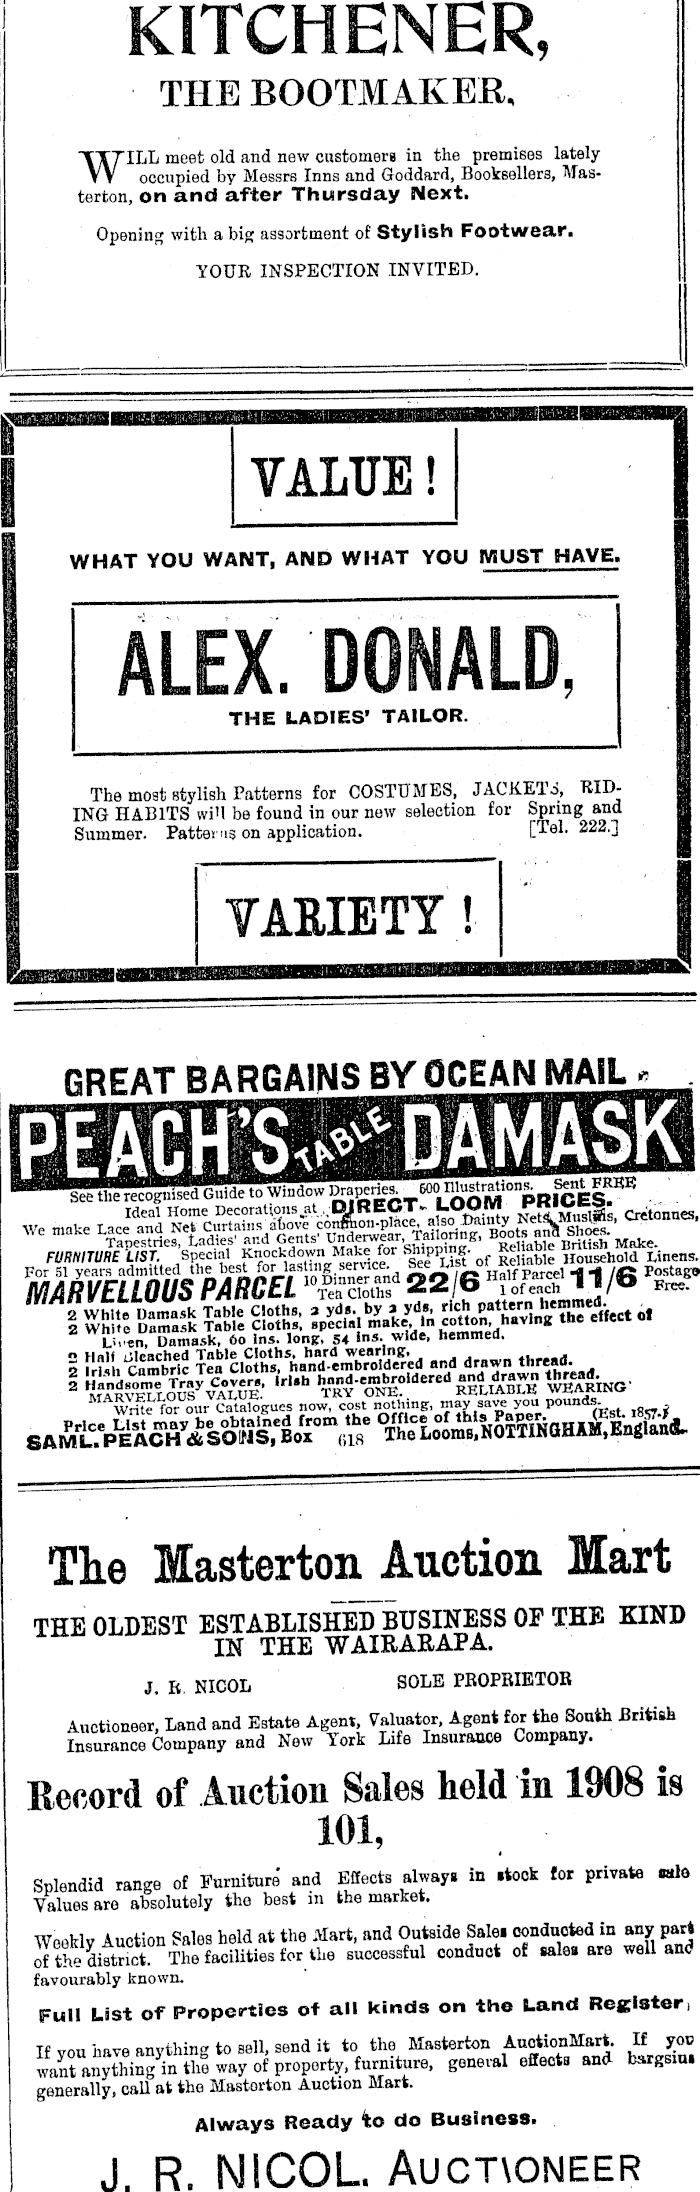 KITCHENER,
THE BOOTMAKER,
WILL meet old and new customers in the premises lately
occupied by Messrs Inns and Goddard, Booksellers, Mas-
terton, on and after Thursday Next.
Opening with a big assortment of Stylish Footwear.
YOUR INSPECTION INVITED.
VALUE!
WHAT YOU WANT, AND WHAT YOU MUST HAVE.
ALEX. DONALD,
THE LADIES' TAILOR.
The most stylish Patterns for COSTUMES, JACKETS, RID-
ING HABITS will be found in our new selection for Spring and
Summer. Patterns on application. [Tel. 222.]
VARIETY!
GREAT BARGAINS BY OCEAN MAIL
PEACH'S TABLE DAMASK
See the recognised Guide to Window Draperies. 600 Illustrations. Sent FREE
Ideal Home Decorations at DIRECT LOOM PRICES.
We make Lace and Net Curtains above common-place, also Dainty Nets, Muslins, Cretonnes,
Tapestries, Ladies' and Gents' Underwear, Tailoring, Boots and Shoes.
FURNITURE LIST. Special Knockdown Make for Shipping. Reliable British Make.
For 51 years admitted the best for lasting service. See List of Reliable Household Linens.
MARVELLOUS PARCEL 10 Dinner and Tea Cloths 22/6 Half Parcel 1 of each 11/6 Postage Free.
2 White Damask Table Cloths, 2 yds. by 2 yds, rich pattern hemmed.
2 White Damask Table Cloths, special make, in cotton, having the effect of
Linen, Damask, 60 ins. long, 54 ins. wide, hemmed.
2 Half Bleached Table Cloths, hard wearing,
2 Irish Cambric Tea Cloths, hand-embroidered and drawn thread.
2 Handsome Tray Covers, Irish hand-embroidered and drawn thread.
MARVELLOUS VALUE. TRY ONE. RELIABLE WEARING
Write for our Catalogues now, cost nothing, may save you pounds.
Price List may be obtained from the Office of this Paper. (Est. 1857.)
SAML. PEACH & SONS, Box 618 The Looms, NOTTINGHAM, England.
The Masterton Auction Mart
THE OLDEST ESTABLISHED BUSINESS OF THE KIND
IN THE WAIRARAPA.
J. R. NICOL SOLE PROPRIETOR
Auctioneer, Land and Estate Agent, Valuator, Agent for the South British
Insurance Company and New York Life Insurance Company.
Record of Auction Sales held in 1908 is
101,
Splendid range of Furniture and Effects always in stock for private sale
Values are absolutely the best in the market.
Weekly Auction Sales held at the Mart, and Outside Sales conducted in any part
of the district. The facilities for the successful conduct of sales are well and
favourably known.
Full List of Properties of all kinds on the Land Register,
If you have anything to sell, send it to the Masterton AuctionMart. If you
want anything in the way of property, furniture, general effects and bargsins
generally, call at the Masterton Auction Mart.
Always Ready to do Business.
J. R. NICOL. AUCTIONEER